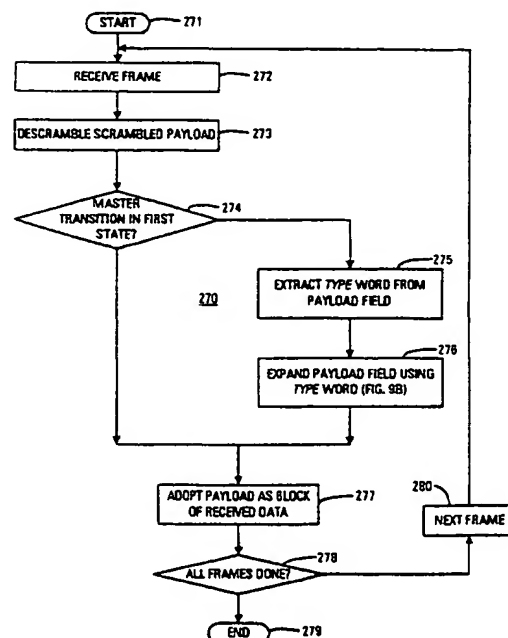 START
271
RECEIVE FRAME
272
DESCRAMBLE SCRAMBLED PAYLOAD
273
MASTER
TRANSITION IN FIRST
STATE?
274
275
EXTRACT TYPE WORD FROM
PAYLOAD FIELD
270
276
EXPAND PAYLOAD FIELD USING
TYPE WORD (FIG. 9B)
ADOPT PAYLOAD AS BLOCK
OF RECEIVED DATA
277
280
NEXT FRAME
ALL FRAMES DONE?
278
END
279